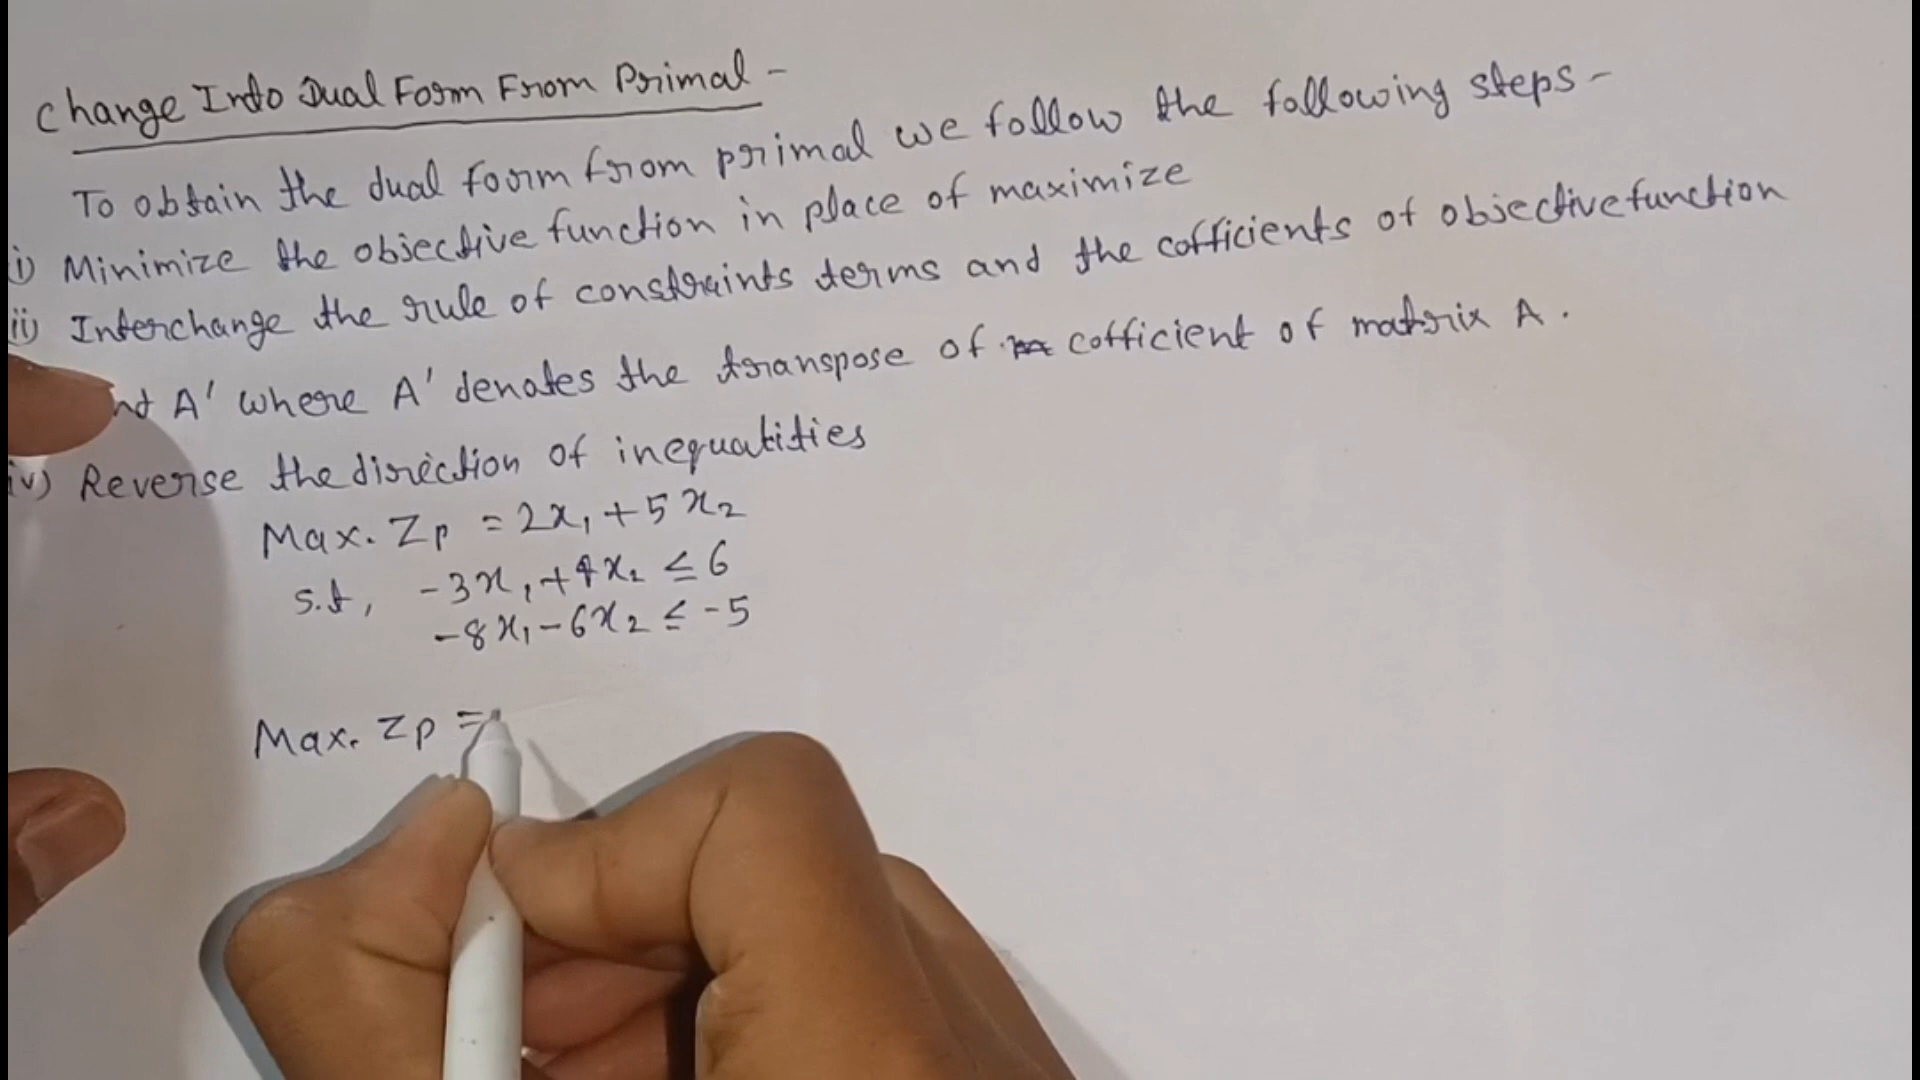 Change Into Dual Form From Primal -
To obtain the dual foorm from primal we follow the following steps -
i) Minimize the objective function in place of maximize
ii) Interchange the rule of constraints terms and the cofficients of objective function
A' where A' denotes the transpose of cofficient of matrix A.
iv) Reverse the direction of inequalities
Max. Zp = 2x₁ + 5x₂
s.t, -3x₁ + 4x₂ ≤ 6
-8x₁ - 6x₂ ≤ -5
Max. Zp =